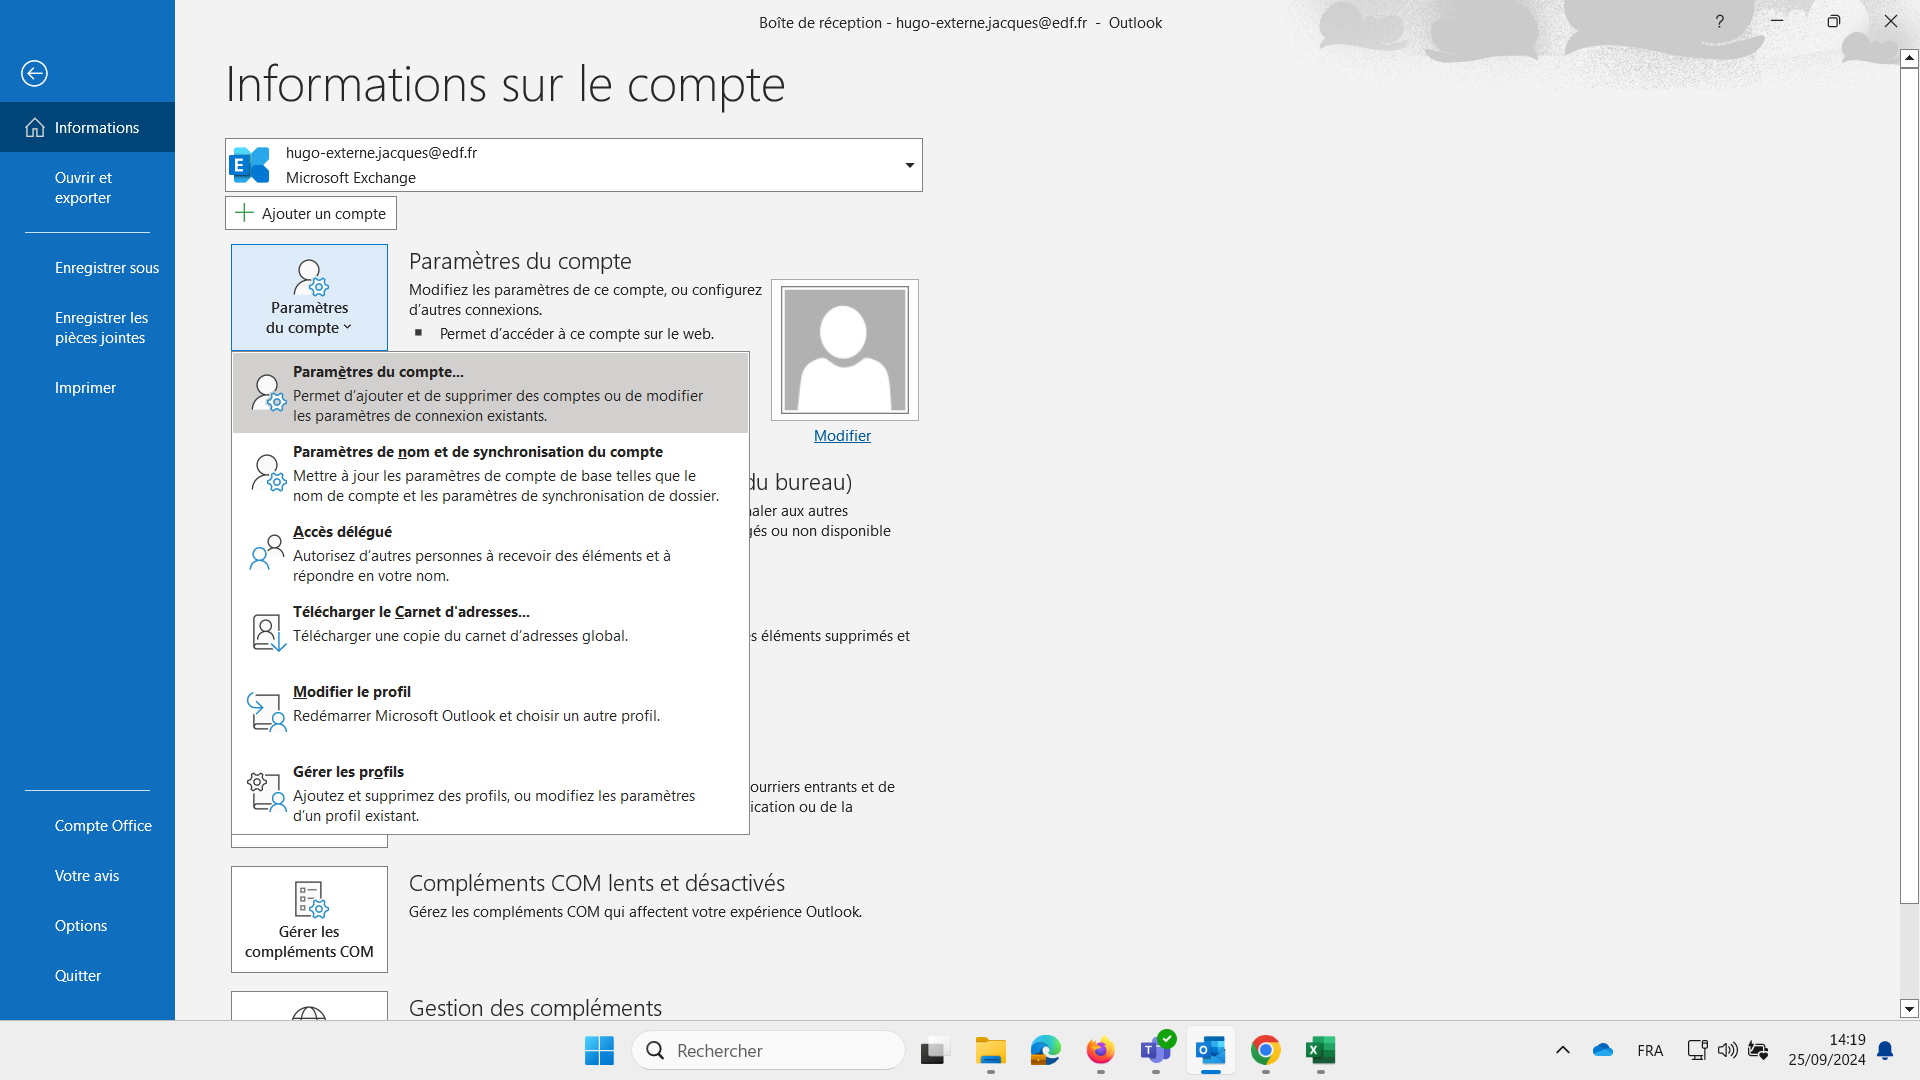 Boîte de réception - hugo-externe.jacques@edf.fr - Outlook
?
Informations sur le compte
Informations
Ouvrir et
exporter
Enregistrer sous
Enregistrer les
pièces jointes
Imprimer
Compte Office
Votre avis
Options
Quitter
E
hugo-externe.jacques@edf.fr
Microsoft Exchange
Ajouter un compte
Paramètres
du compte
Paramètres du compte
Modifiez les paramètres de ce compte, ou configurez
d'autres connexions.
Permet d'accéder à ce compte sur le web.
Modifier
Paramètres du compte...
Permet d'ajouter et de supprimer des comptes ou de modifier
les paramètres de connexion existants.
Paramètres de nom et de synchronisation du compte
Mettre à jour les paramètres de compte de base telles que le
nom de compte et les paramètres de synchronisation de dossier.
Accès délégué
Autorisez d'autres personnes à recevoir des éléments et à
répondre en votre nom.
Télécharger le Carnet d'adresses...
Télécharger une copie du carnet d'adresses global.
Modifier le profil
Redémarrer Microsoft Outlook et choisir un autre profil.
Gérer les profils
Ajoutez et supprimez des profils, ou modifiez les paramètres
d'un profil existant.
du bureau)
aler aux autres
gés ou non disponible
s éléments supprimés et
ourriers entrants et de
ication ou de la
Gérer les
compléments COM
Compléments COM lents et désactivés
Gérez les compléments COM qui affectent votre expérience Outlook.
Gestion des compléments
Rechercher
FRA
14:19
25/09/2024